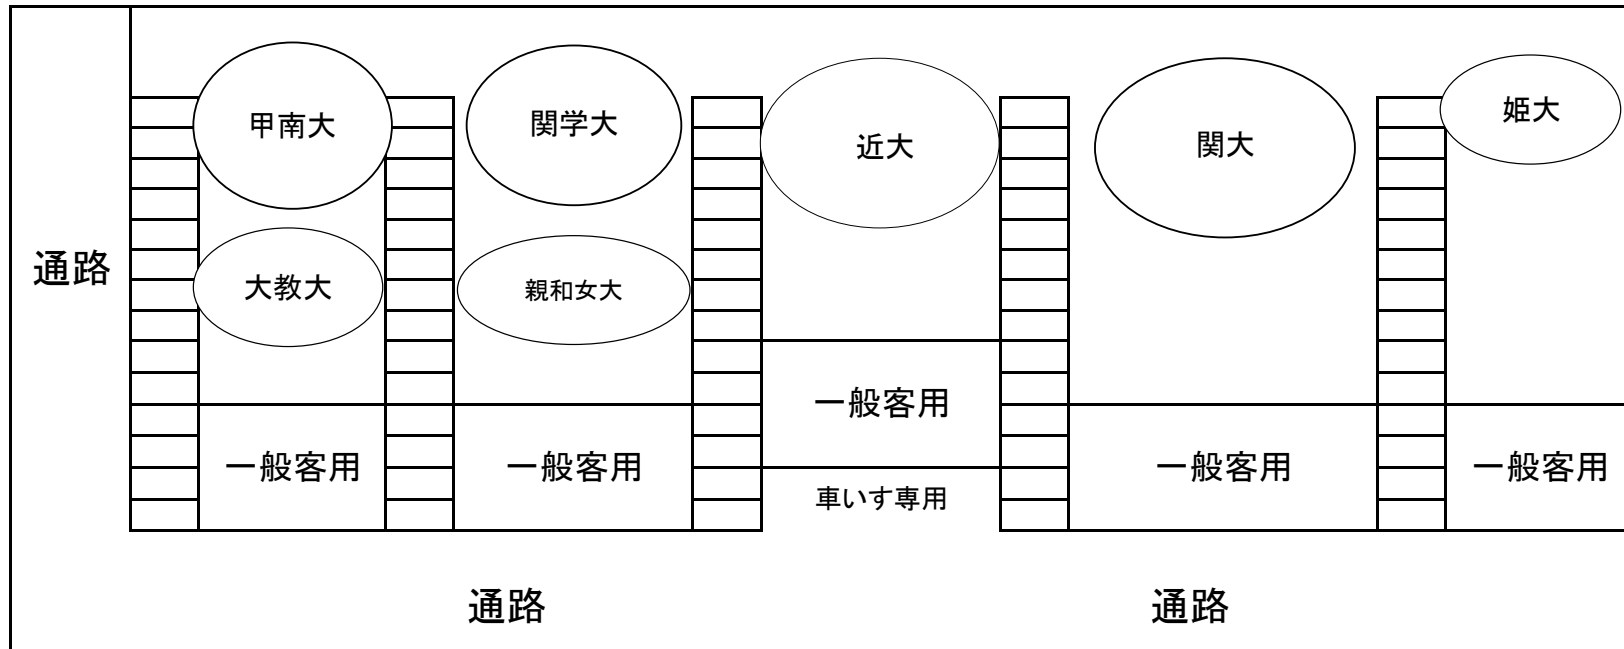 甲南大
関学大
近大
関大
姫大
通路
大教大
親和女大
一般客用
一般客用
一般客用
一般客用
一般客用
車いす専用
通路
通路